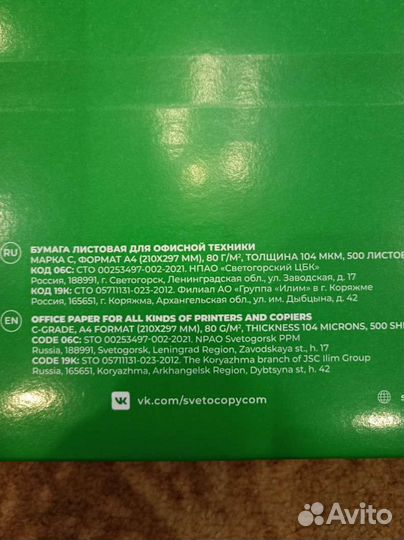 RU
БУМАГА ЛИСТОВАЯ ДЛЯ ОФИСНОЙ ТЕХНИКИ
МАРКА С, ФОРМАТ А4 (210X297 ММ), 80 Г/М², ТОЛЩИНА 104 МКМ, 500 ЛИСТОВ
КОД 06С: СТО 00253497-002-2021. НПАО «Светогорский ЦБК»
Россия, 188991, г. Светогорск, Ленинградская обл., ул. Заводская, д. 17
КОД 19К: СТО 05711131-023-2012. Филиал АО «Группа «Илим» в г. Коряжме
Россия, 165651, г. Коряжма, Архангельская обл., ул. им. Дыбцына, д. 42
EN
OFFICE PAPER FOR ALL KINDS OF PRINTERS AND COPIERS
C-GRADE, A4 FORMAT (210X297 MM), 80 G/M², THICKNESS 104 MICRONS, 500 SH
CODE 06C: STO 00253497-002-2021. NPAO Svetogorsk PPM
Russia, 188991, Svetogorsk, Leningrad Region, Zavodskaya st., h. 17
CODE 19K: STO 05711131-023-2012. The Koryazhma branch of JSC Ilim Group
Russia, 165651, Koryazhma, Arkhangelsk Region, Dybtsyna st., h. 42
vk.com/svetocopycom
s
Avito